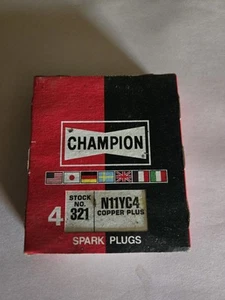 CHAMPION
4
STOCK
NO.
321
N11YC4
COPPER PLUS
SPARK PLUGS